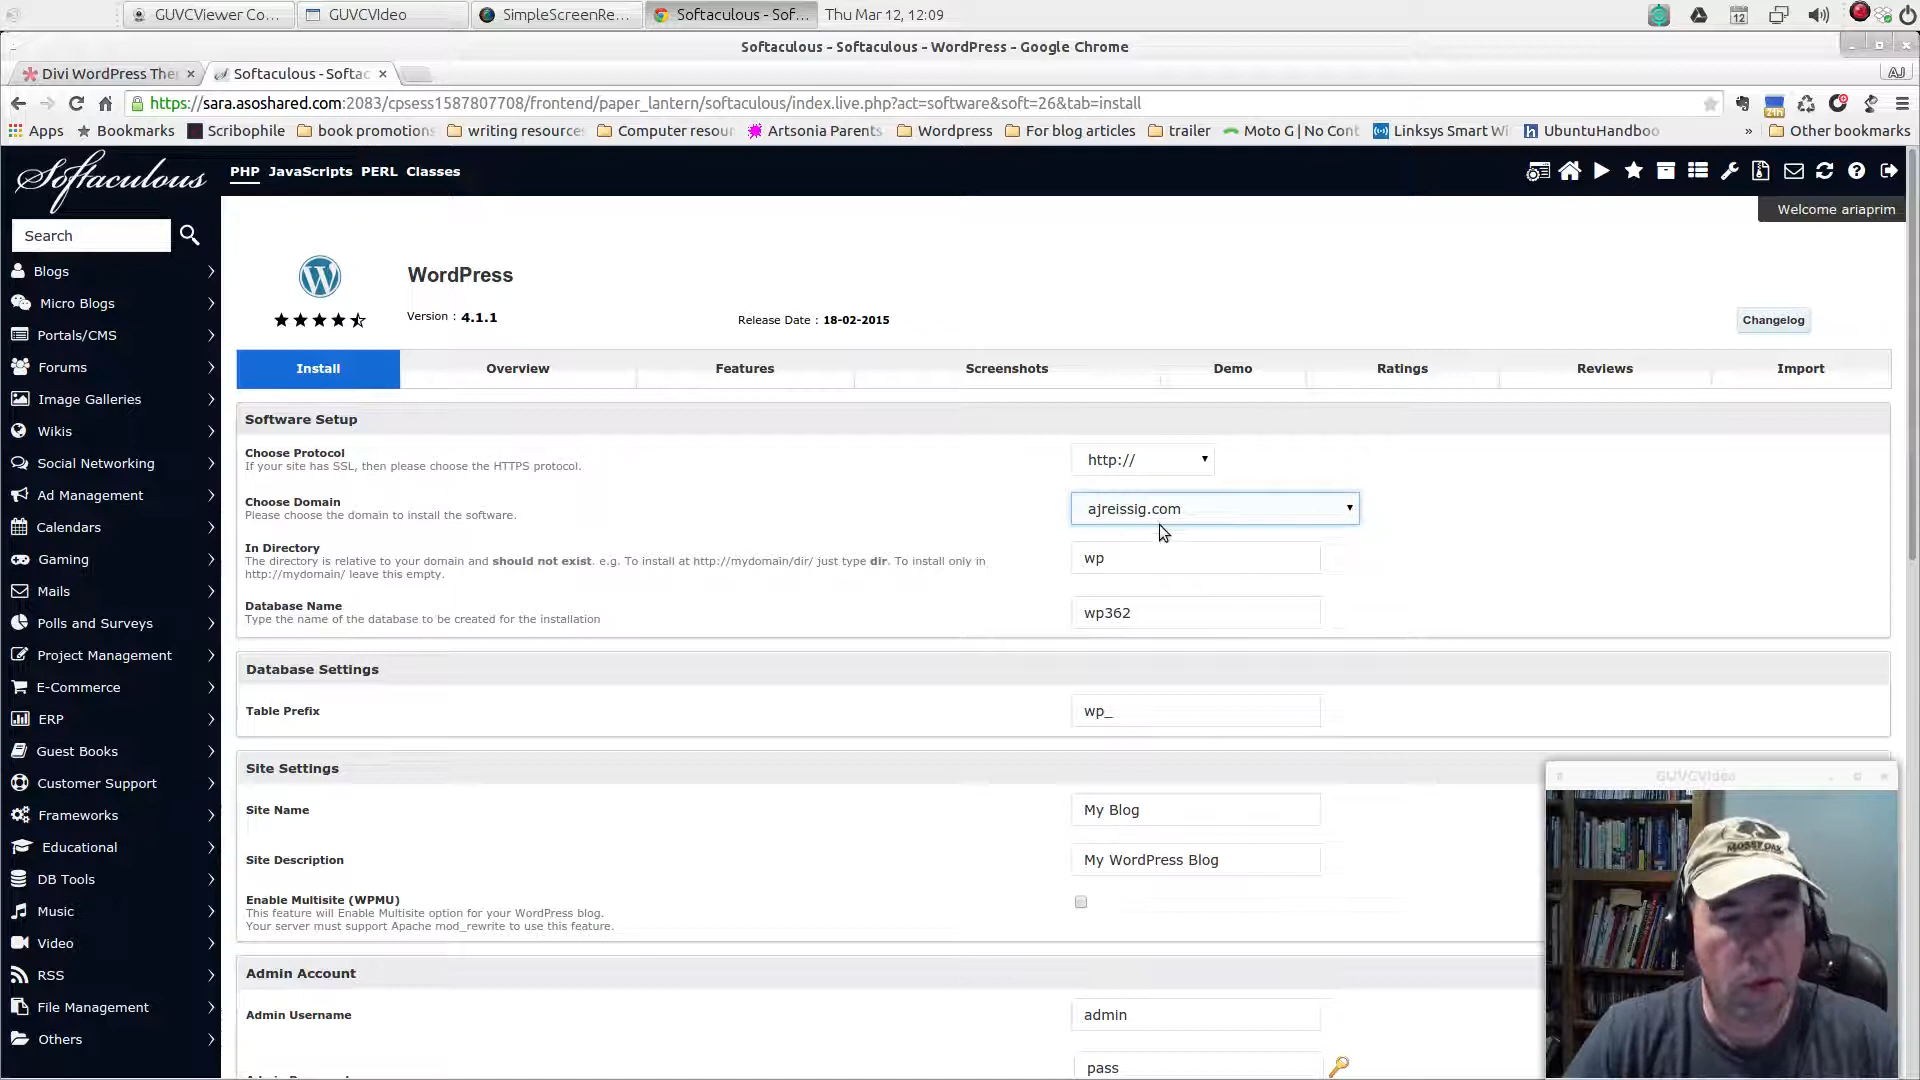 GUVCViewer Co...
GUVCVIdeo
SimpleScreenRe...
Softaculous - Sof...
Thu Mar 12, 12:09
12
Softaculous - Softaculous - WordPress - Google Chrome
Divi WordPress The
Softaculous - Softac
AJ
https://sara.asoshared.com:2083/cpsess1587807708/frontend/paper_lantern/softaculous/index.live.php?act=software&soft=26&tab=install
Apps
Bookmarks
Scribophile
book promotions
writing resources
Computer resou
Artsonia Parents
Wordpress
For blog articles
trailer
Moto G | No Cont
Linksys Smart Wi
UbuntuHandboo
»
Other bookmarks
Softaculous
PHP
JavaScripts
PERL
Classes
Welcome ariaprim
Search
Blogs
Micro Blogs
Portals/CMS
Forums
Image Galleries
Wikis
Social Networking
Ad Management
Calendars
Gaming
Mails
Polls and Surveys
Project Management
E-Commerce
ERP
Guest Books
Customer Support
Frameworks
Educational
DB Tools
Music
Video
RSS
File Management
Others
WordPress
Version : 4.1.1
Release Date : 18-02-2015
Changelog
Install
Overview
Features
Screenshots
Demo
Ratings
Reviews
Import
Software Setup
Choose Protocol
If your site has SSL, then please choose the HTTPS protocol.
http://
Choose Domain
Please choose the domain to install the software.
ajreissig.com
In Directory
The directory is relative to your domain and should not exist. e.g. To install at http://mydomain/dir/ just type dir. To install only in
http://mydomain/ leave this empty.
wp
Database Name
Type the name of the database to be created for the installation
wp362
Database Settings
Table Prefix
wp_
Site Settings
Site Name
My Blog
Site Description
My WordPress Blog
Enable Multisite (WPMU)
This feature will Enable Multisite option for your WordPress blog.
Your server must support Apache mod_rewrite to use this feature.
Admin Account
Admin Username
admin
pass
GUVCVideo
MOSSY OAK